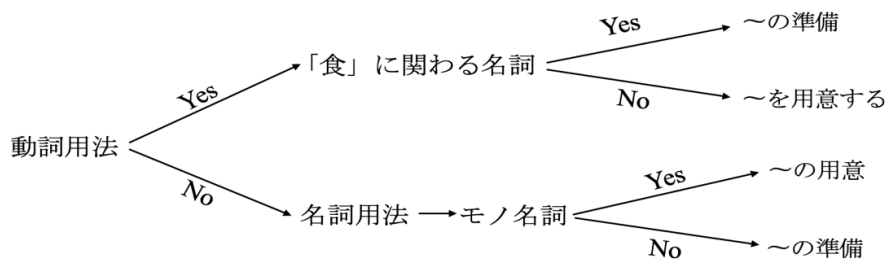 Yes
～の準備
「食」に関わる名詞
No
～を用意する
Yes
動詞用法
No
Yes
～の用意
名詞用法
モノ名詞
No
～の準備